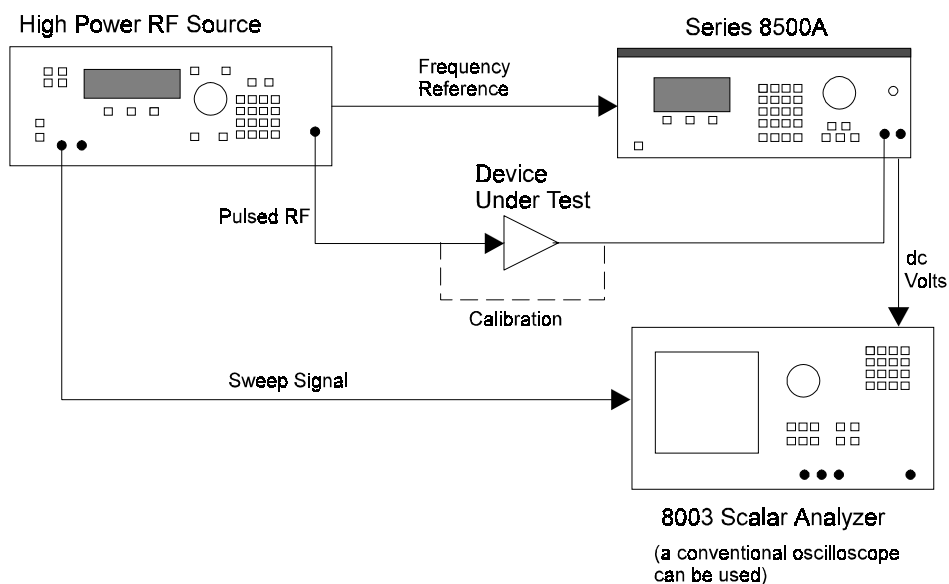 High Power RF Source
Series 8500A
Frequency
Reference
Device
Under Test
Pulsed RF
dc
Volts
Calibration
Sweep Signal
8003 Scalar Analyzer
(a conventional oscilloscope
can be used)